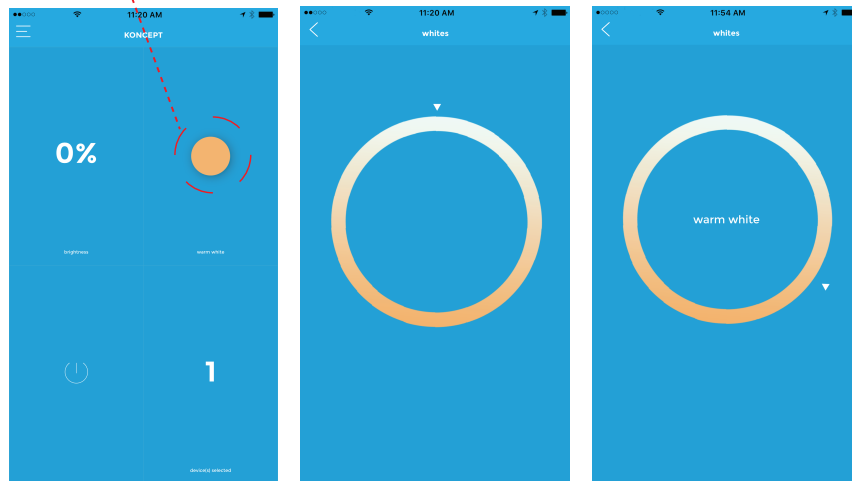 11:20 AM
KONCEPT
0%
brightness
warm white
1
device(s) selected
11:20 AM
whites
11:54 AM
whites
warm white